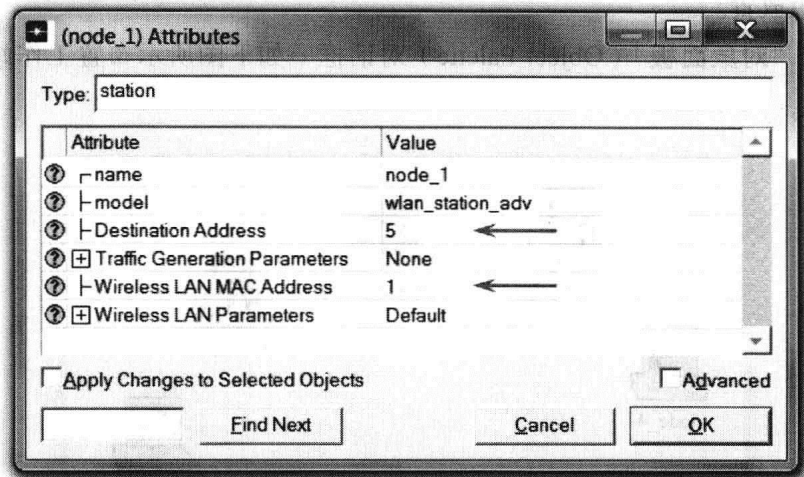 (node_1) Attributes
Type: station
Attribute Value
name node_1
model wlan_station_adv
Destination Address 5
Traffic Generation Parameters None
Wireless LAN MAC Address 1
Wireless LAN Parameters Default
Apply Changes to Selected Objects
Advanced
Find Next Cancel OK